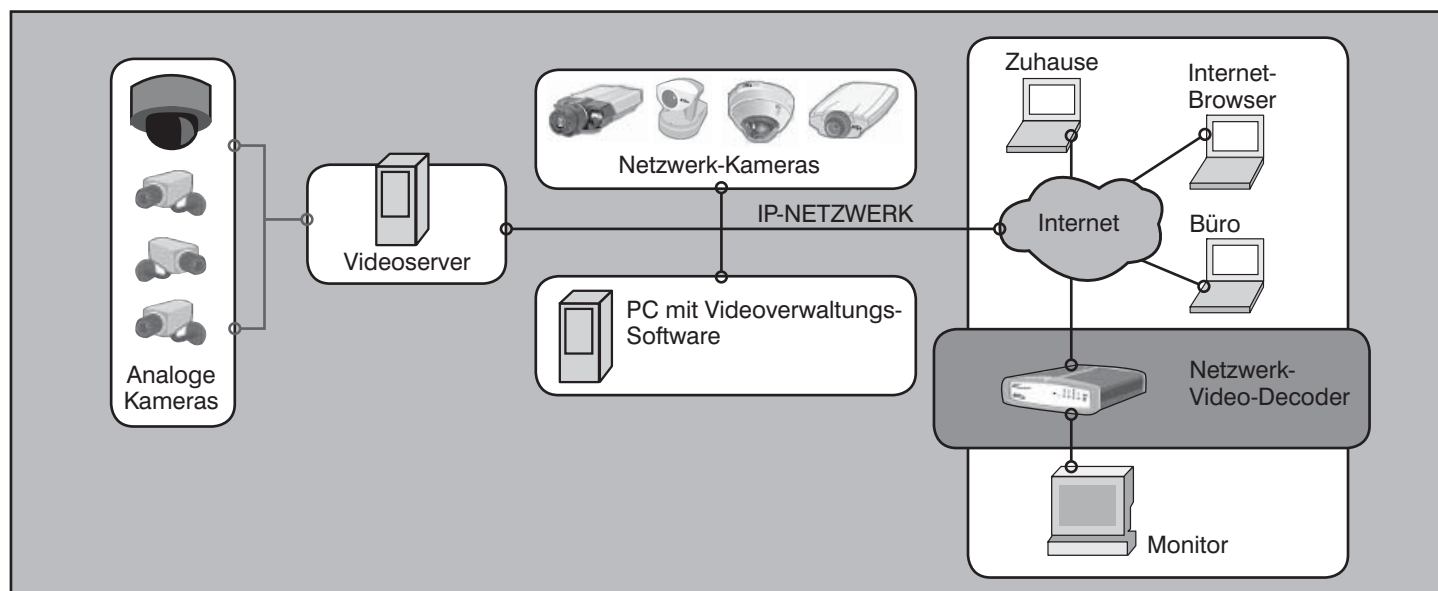 Analoge
Kameras
Videoserver
Netzwerk-Kameras
IP-NETZWERK
PC mit Videoverwaltungs-
Software
Zuhause
Internet-
Browser
Internet
Büro
Netzwerk-
Video-Decoder
Monitor